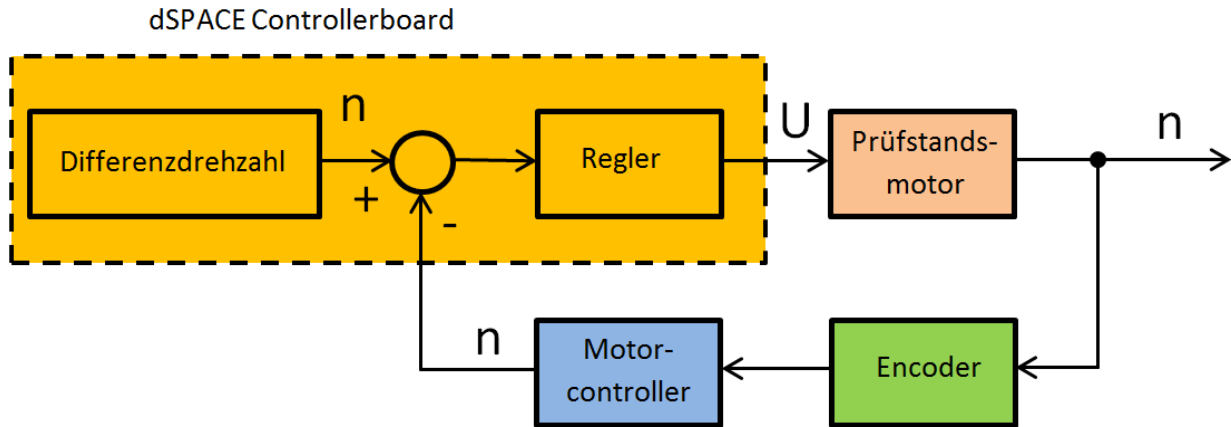 dSPACE Controllerboard
Differenzdrehzahl
n
+
-
Regler
U
Prüfstands-
motor
n
n
Motor-
controller
Encoder